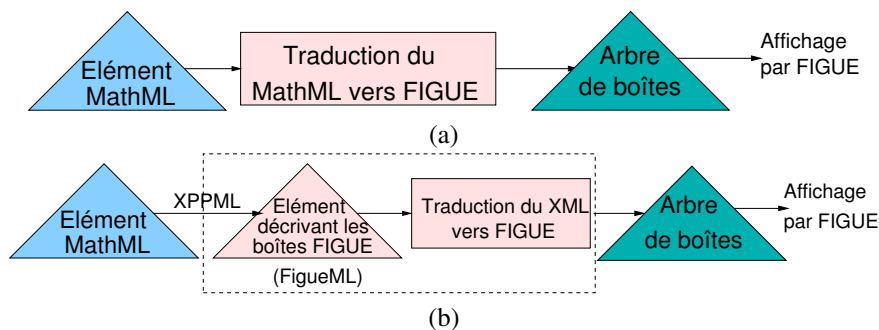 Elément
MathML
Traduction du
MathML vers FIGUE
Arbre
de boîtes
Affichage
par FIGUE
(a)
Elément
MathML
XPPML
Elément
décrivant les
boîtes FIGUE
(FigueML)
Traduction du XML
vers FIGUE
Arbre
de boîtes
Affichage
par FIGUE
(b)